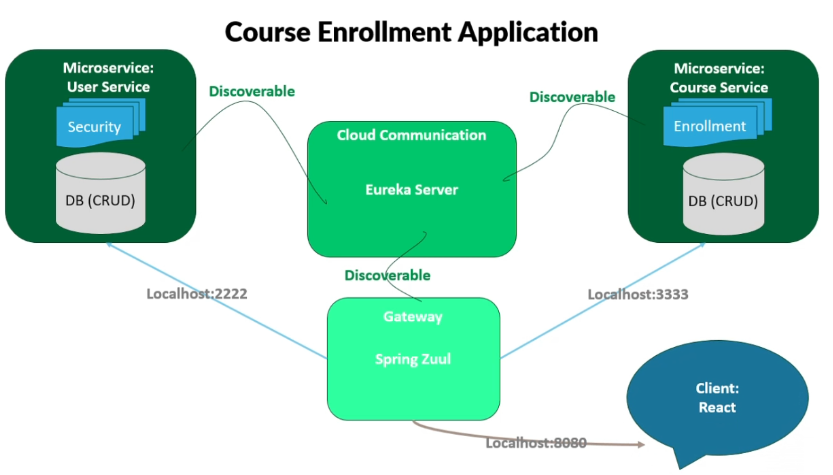 Course Enrollment Application
Microservice:
User Service
Security
DB (CRUD)
Discoverable
Cloud Communication
Eureka Server
Discoverable
Microservice:
Course Service
Enrollment
DB (CRUD)
Discoverable
Localhost:2222
Localhost:3333
Gateway
Spring Zuul
Client:
React
Localhost:8080